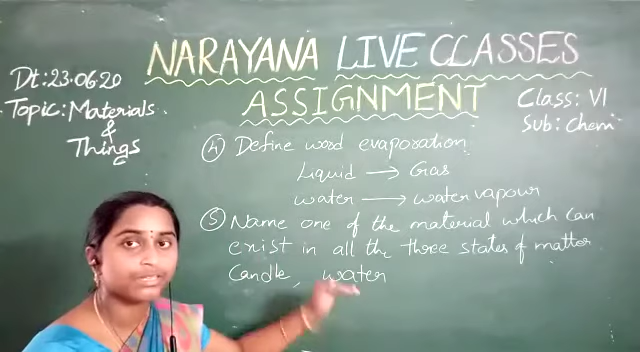 NARAYANA LIVE CLASSES
ASSIGNMENT
Dt:23.06.20
Topic: Materials
&
Things
Class: VI
Sub: Chem
4 Define word evaporation
Liquid → Gas
water → water vapour
5 Name one of the material which can
exist in all the three states of matter.
Candle, water